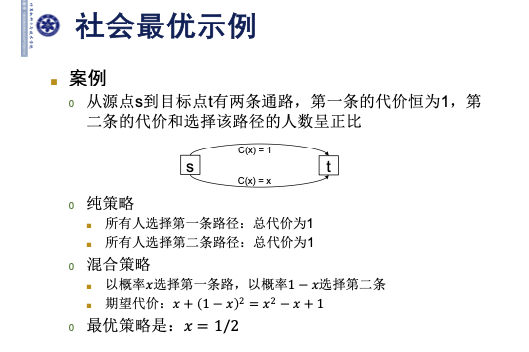 社会最优示例
案例
从源点s到目标点t有两条通路，第一条的代价恒为1，第
二条的代价和选择该路径的人数呈正比
C(x) = 1
s
t
C(x) = x
纯策略
所有人选择第一条路径：总代价为1
所有人选择第二条路径：总代价为1
混合策略
以概率𝑥选择第一条路，以概率1 − 𝑥选择第二条
期望代价：𝑥 + (1 − 𝑥)² = 𝑥² − 𝑥 + 1
最优策略是：𝑥 = 1/2